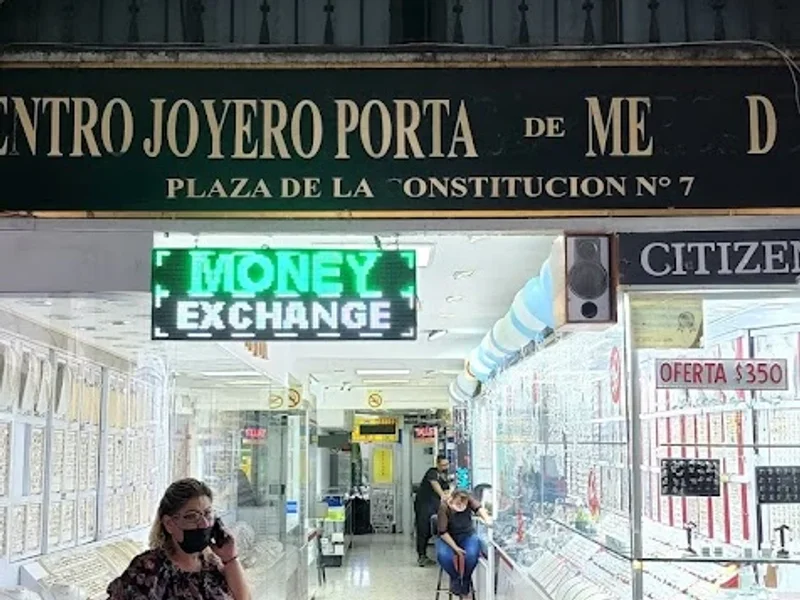 ENTRO JOYERO PORTA DE ME D
PLAZA DE LA ONSTITUCION N° 7
MONEY
EXCHANGE
CITIZEN
OFERTA $350